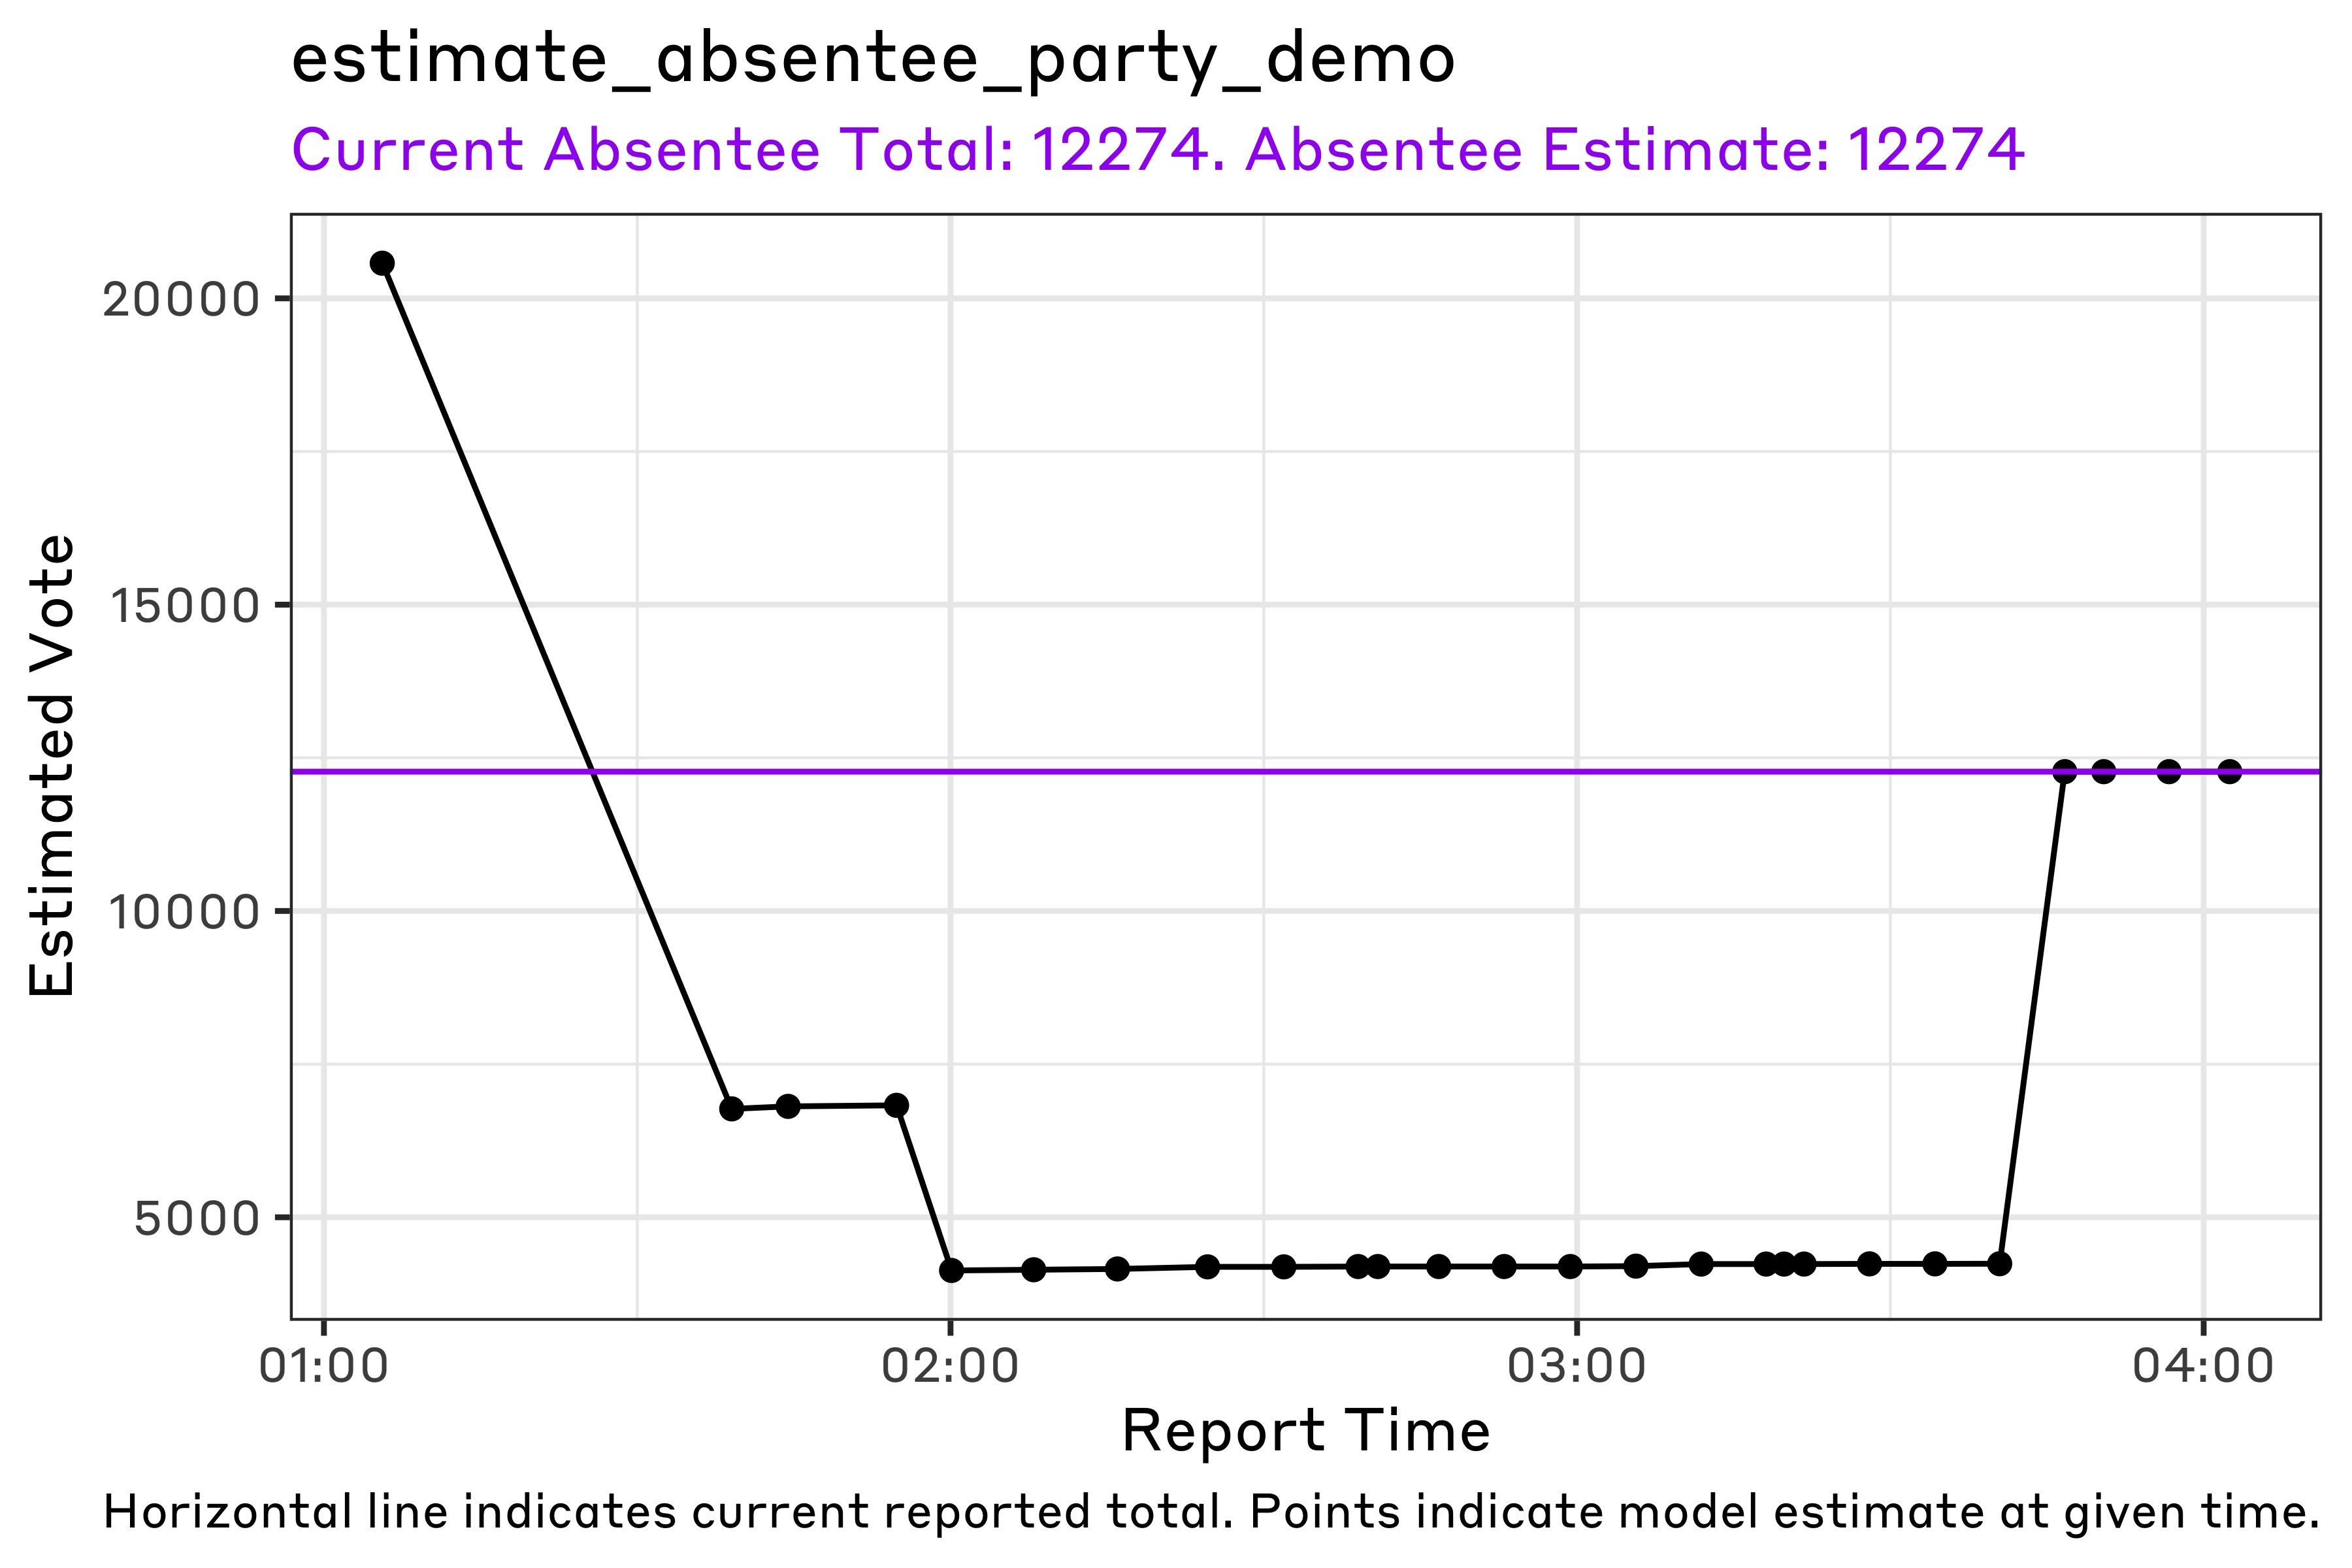 estimate_absentee_party_demo
Current Absentee Total: 12274. Absentee Estimate: 12274
Estimated Vote
20000
15000
10000
5000
01:00 02:00 03:00 04:00
Report Time
Horizontal line indicates current reported total. Points indicate model estimate at given time.